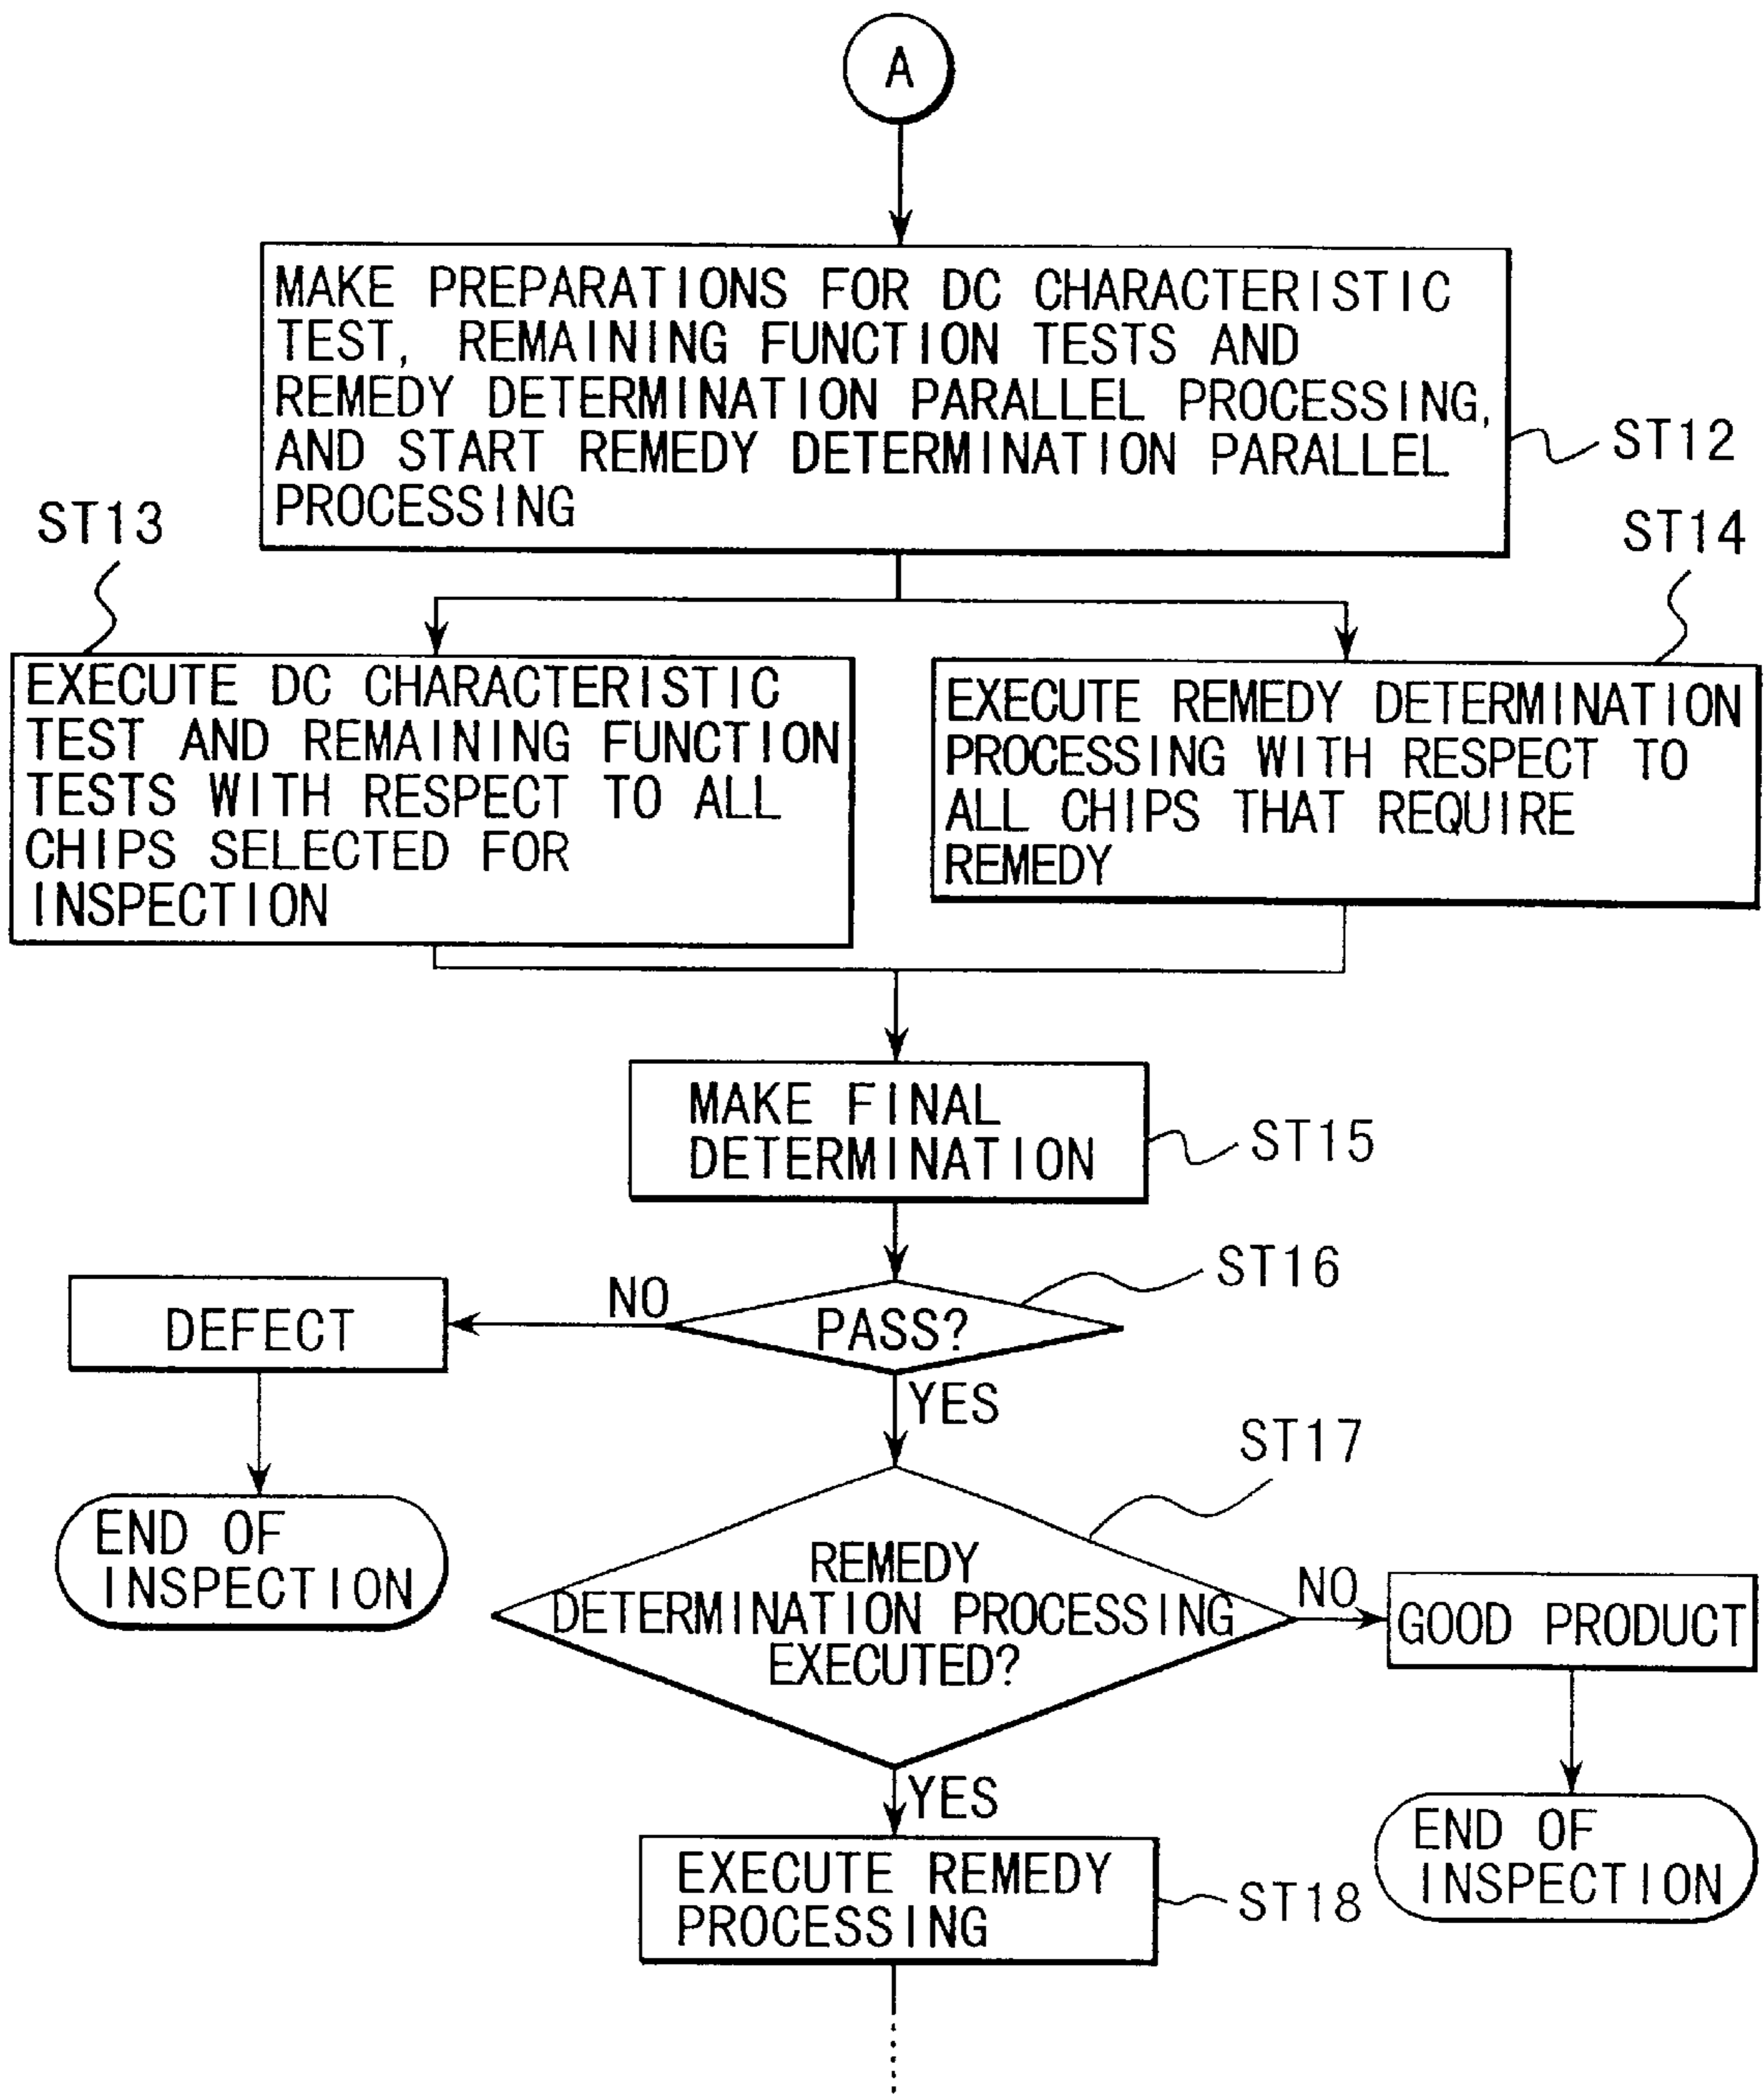 A
MAKE PREPARATIONS FOR DC CHARACTERISTIC
TEST, REMAINING FUNCTION TESTS AND
REMEDY DETERMINATION PARALLEL PROCESSING,
AND START REMEDY DETERMINATION PARALLEL
PROCESSING
ST12
ST13
ST14
EXECUTE DC CHARACTERISTIC
TEST AND REMAINING FUNCTION
TESTS WITH RESPECT TO ALL
CHIPS SELECTED FOR
INSPECTION
EXECUTE REMEDY DETERMINATION
PROCESSING WITH RESPECT TO
ALL CHIPS THAT REQUIRE
REMEDY
MAKE FINAL
DETERMINATION
ST15
ST16
PASS?
NO
DEFECT
END OF
INSPECTION
YES
ST17
REMEDY
DETERMINATION PROCESSING
EXECUTED?
NO
GOOD PRODUCT
END OF
INSPECTION
YES
EXECUTE REMEDY
PROCESSING
ST18